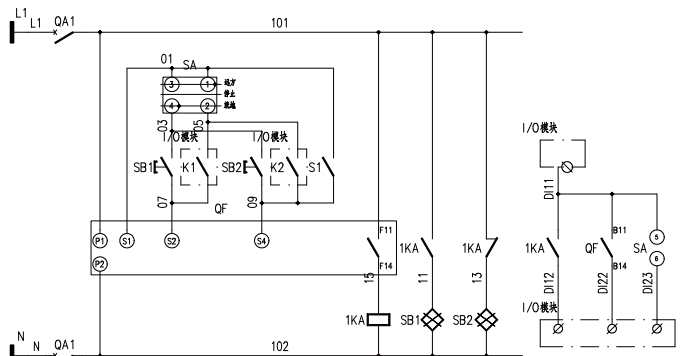 L1
L1 QA1 101
01 SA
3 1 远方
停止
4 2 就地
03 05
I/O模块 I/O模块
SB1 K1 SB2 K2 S1
07 09
QF
P1 S1 S2 S4
P2
F11
F14
15
1KA 11 1KA 13
1KA SB1 SB2
I/O模块
DI11
B11 5
1KA QF SA
B14 6
DI12 DI22 DI23
I/O模块
N
N QA1 102